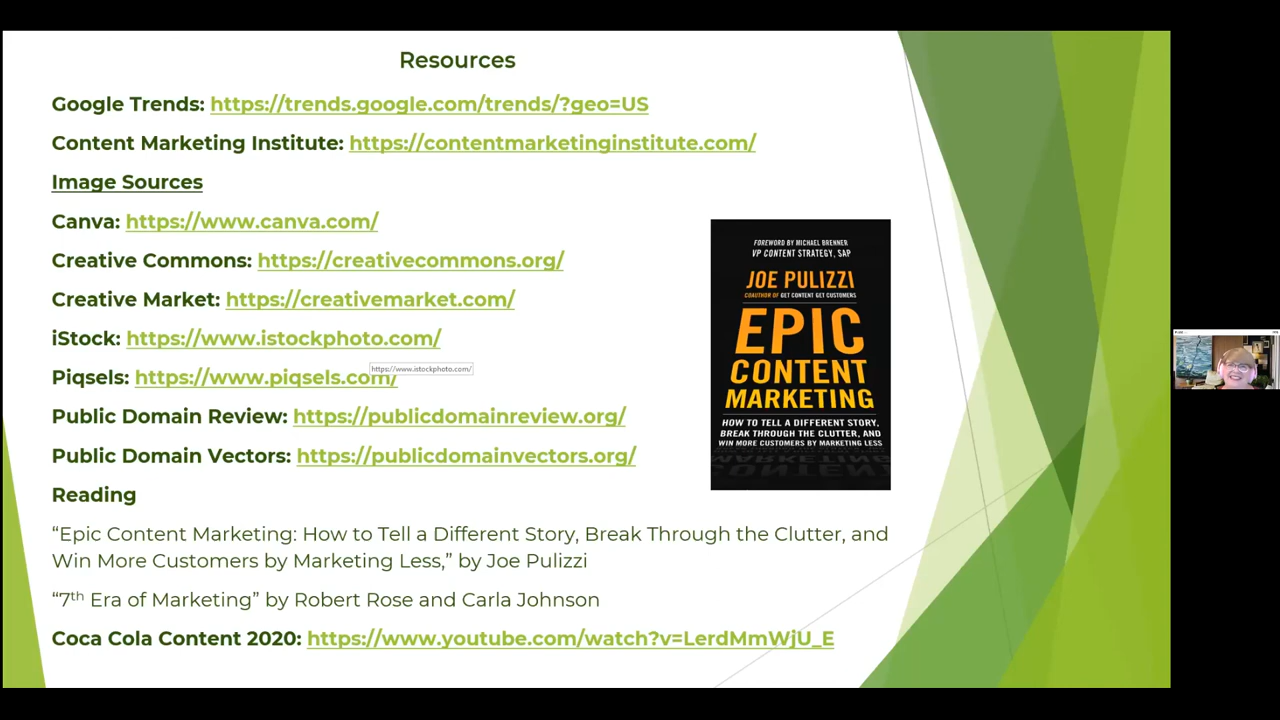 Resources
Google Trends: https://trends.google.com/trends/?geo=US
Content Marketing Institute: https://contentmarketinginstitute.com/
Image Sources
Canva: https://www.canva.com/
Creative Commons: https://creativecommons.org/
Creative Market: https://creativemarket.com/
iStock: https://www.istockphoto.com/
https://www.istockphoto.com/
Piqsels: https://www.piqsels.com/
Public Domain Review: https://publicdomainreview.org/
Public Domain Vectors: https://publicdomainvectors.org/
Reading
“Epic Content Marketing: How to Tell a Different Story, Break Through the Clutter, and
Win More Customers by Marketing Less,” by Joe Pulizzi
“7th Era of Marketing” by Robert Rose and Carla Johnson
Coca Cola Content 2020: https://www.youtube.com/watch?v=LerdMmWjU_E
FOREWORD BY MICHAEL BRENNER
VP CONTENT STRATEGY, SAP
JOE PULIZZI
COAUTHOR OF GET CONTENT GET CUSTOMERS
EPIC
CONTENT
MARKETING
HOW TO TELL A DIFFERENT STORY,
BREAK THROUGH THE CLUTTER, AND
WIN MORE CUSTOMERS BY MARKETING LESS